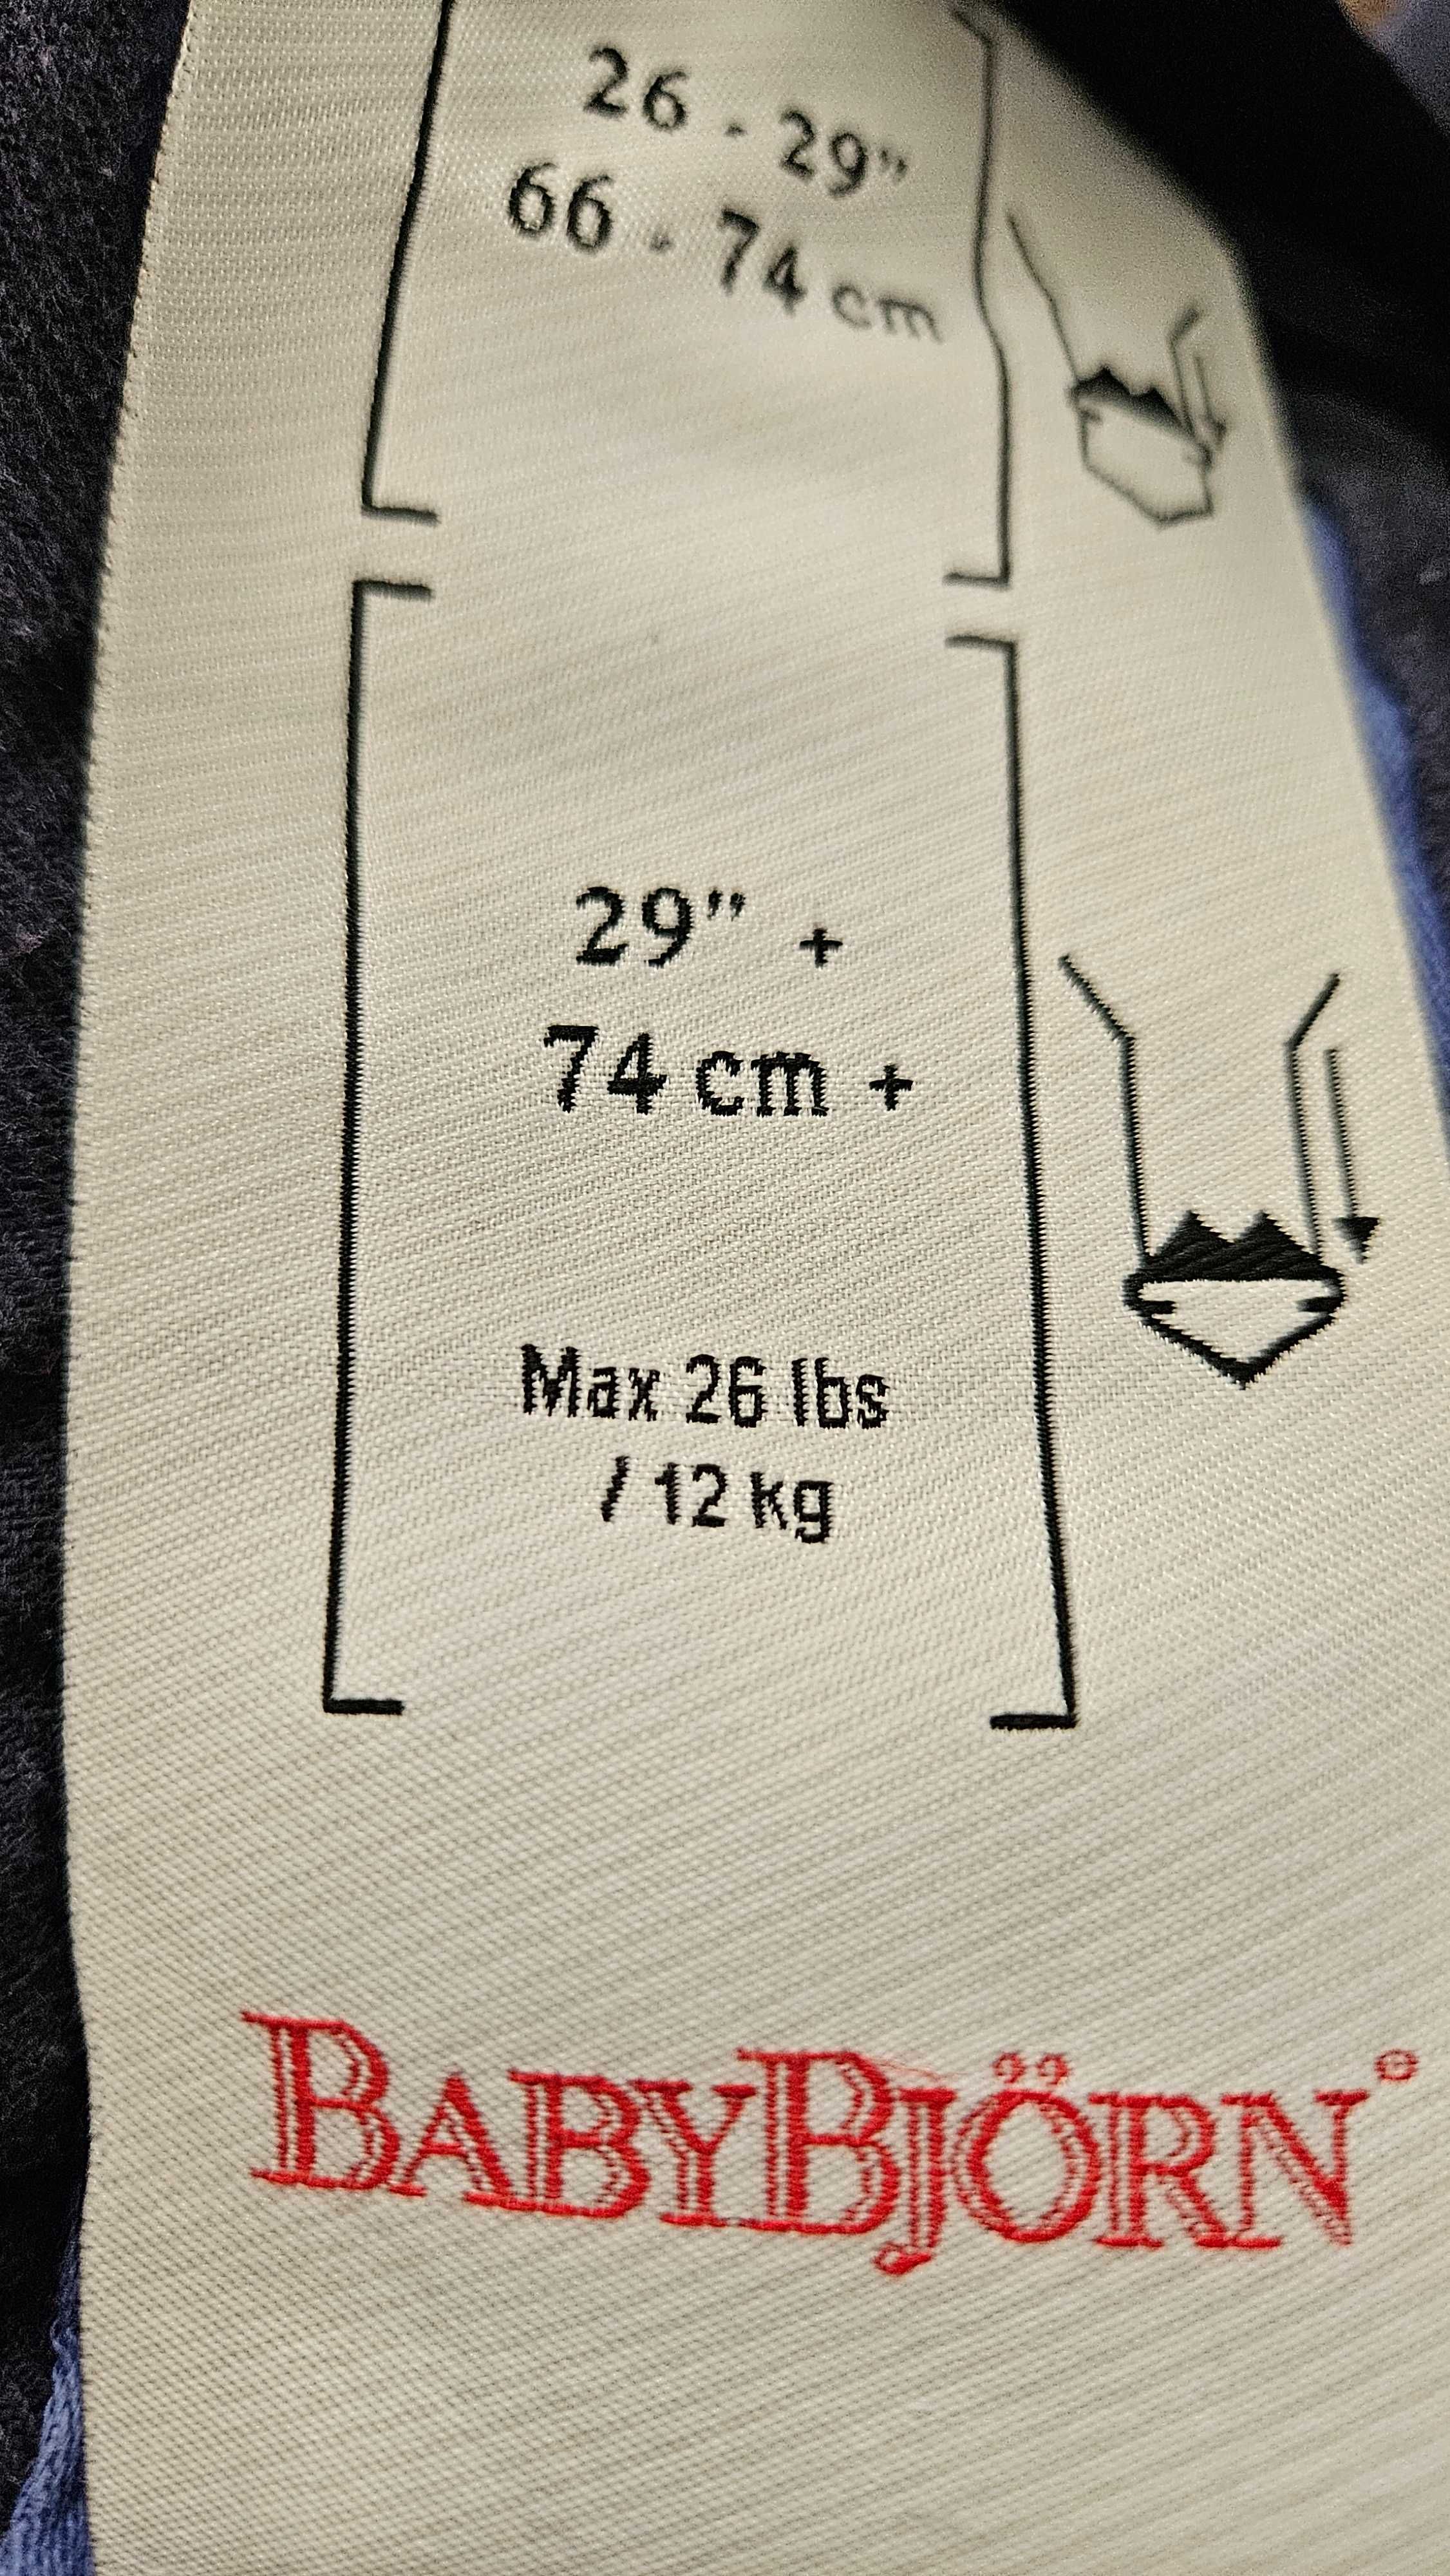 26 - 29"
66 - 74 cm
29" +
74 cm +
Max 26 lbs
/ 12 kg
BABYBJÖRN®